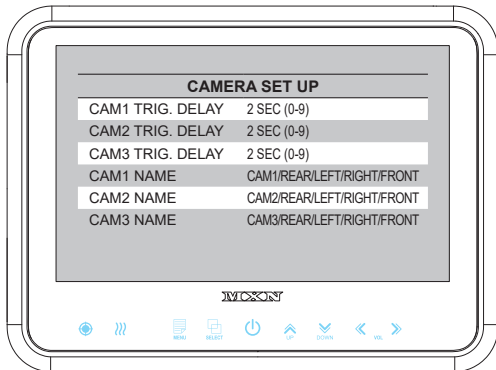 CAMERA SET UP
CAM1 TRIG. DELAY 2 SEC (0-9)
CAM2 TRIG. DELAY 2 SEC (0-9)
CAM3 TRIG. DELAY 2 SEC (0-9)
CAM1 NAME CAM1/REAR/LEFT/RIGHT/FRONT
CAM2 NAME CAM2/REAR/LEFT/RIGHT/FRONT
CAM3 NAME CAM3/REAR/LEFT/RIGHT/FRONT
MXN
MENU SELECT UP DOWN VOL